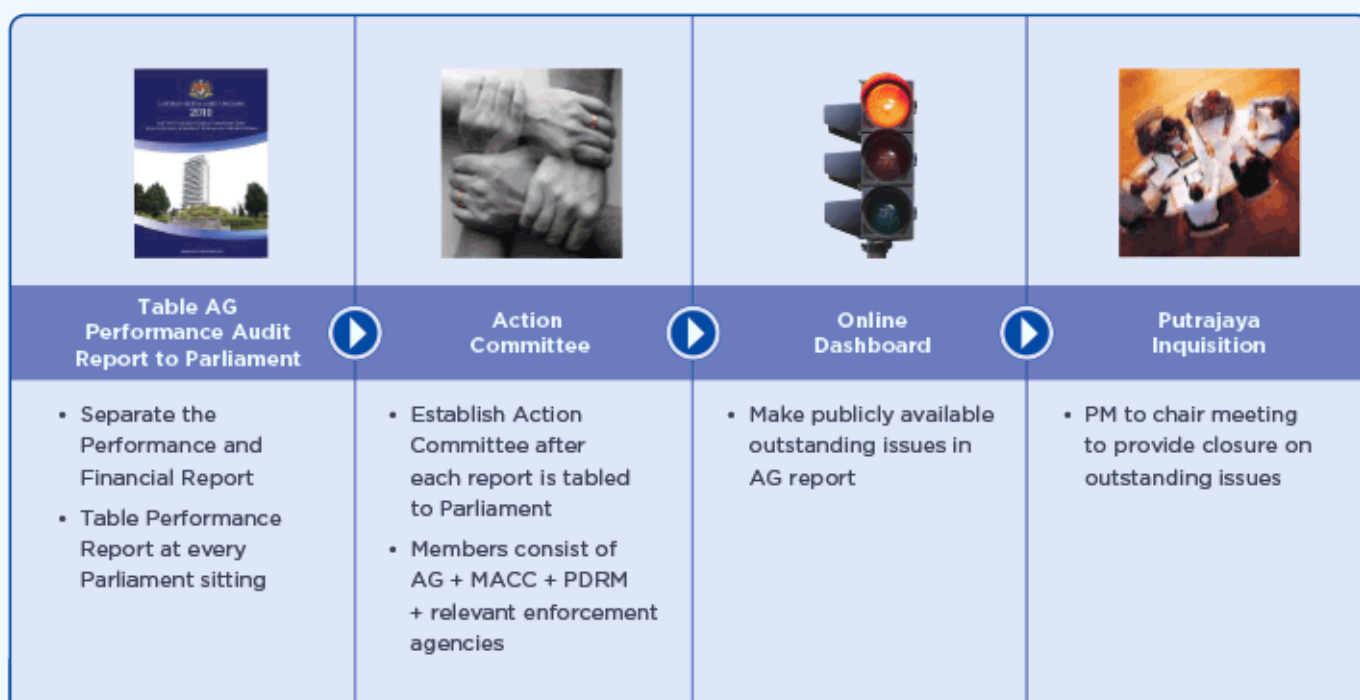 2010
Table AG
Performance Audit
Report to Parliament
Action
Committee
Online
Dashboard
Putrajaya
Inquisition
• Separate the
Performance and
Financial Report
• Table Performance
Report at every
Parliament sitting
• Establish Action
Committee after
each report is tabled
to Parliament
• Members consist of
AG + MACC + PDRM
+ relevant enforcement
agencies
• Make publicly available
outstanding issues in
AG report
• PM to chair meeting
to provide closure on
outstanding issues